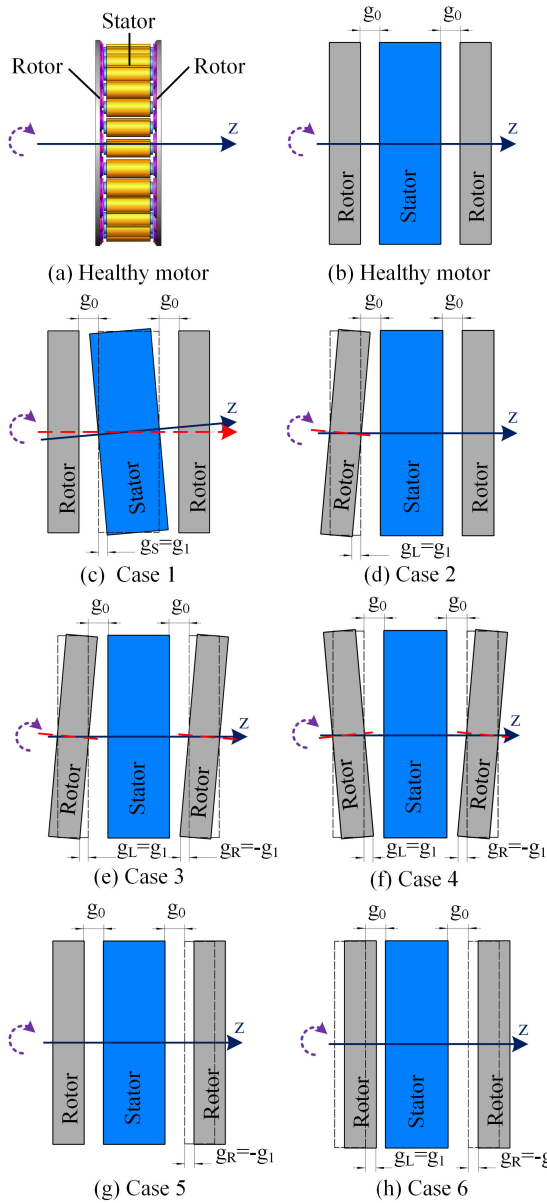 Stator
Rotor Rotor
Z
(a) Healthy motor
g0 g0
Z
Rotor Stator Rotor
(b) Healthy motor
g0 g0
Z
Rotor Stator Rotor
gS=g1
(c) Case 1
g0 g0
Z
Rotor Stator Rotor
gL=g1
(d) Case 2
g0 g0
Z
Rotor Stator Rotor
gL=g1 gR=-g1
(e) Case 3
g0 g0
Z
Rotor Stator Rotor
gL=g1 gR=-g1
(f) Case 4
g0 g0
Z
Rotor Stator Rotor
gR=-g1
(g) Case 5
g0 g0
Z
Rotor Stator Rotor
gL=g1 gR=-g
(h) Case 6